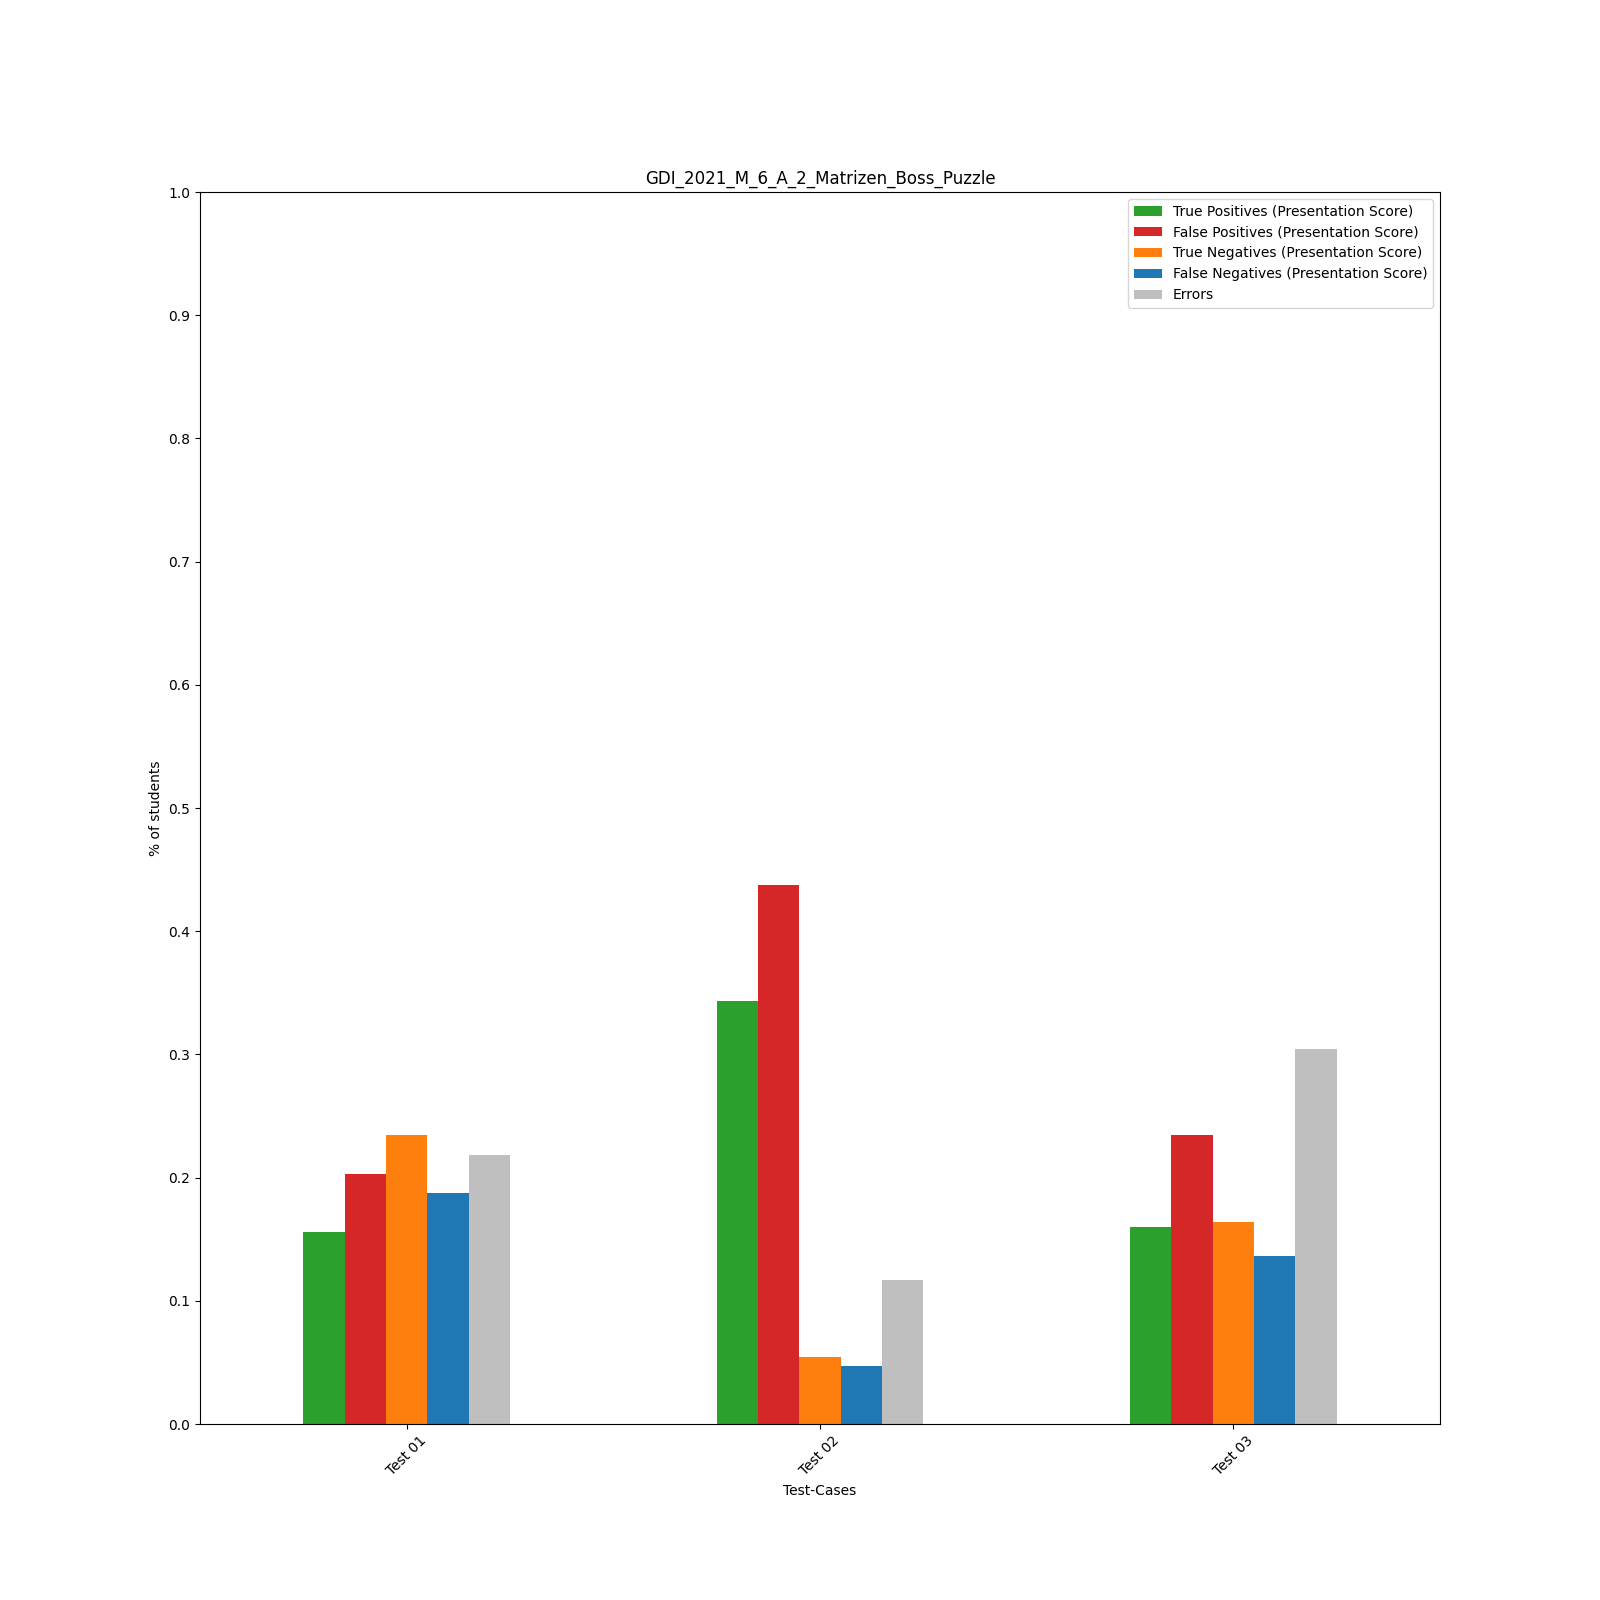 GDI_2021_M_6_A_2_Matrizen_Boss_Puzzle
True Positives (Presentation Score)
False Positives (Presentation Score)
True Negatives (Presentation Score)
False Negatives (Presentation Score)
Errors
1.0
0.9
0.8
0.7
0.6
0.5
0.4
0.3
0.2
0.1
0.0
% of students
Test 01
Test 02
Test 03
Test-Cases